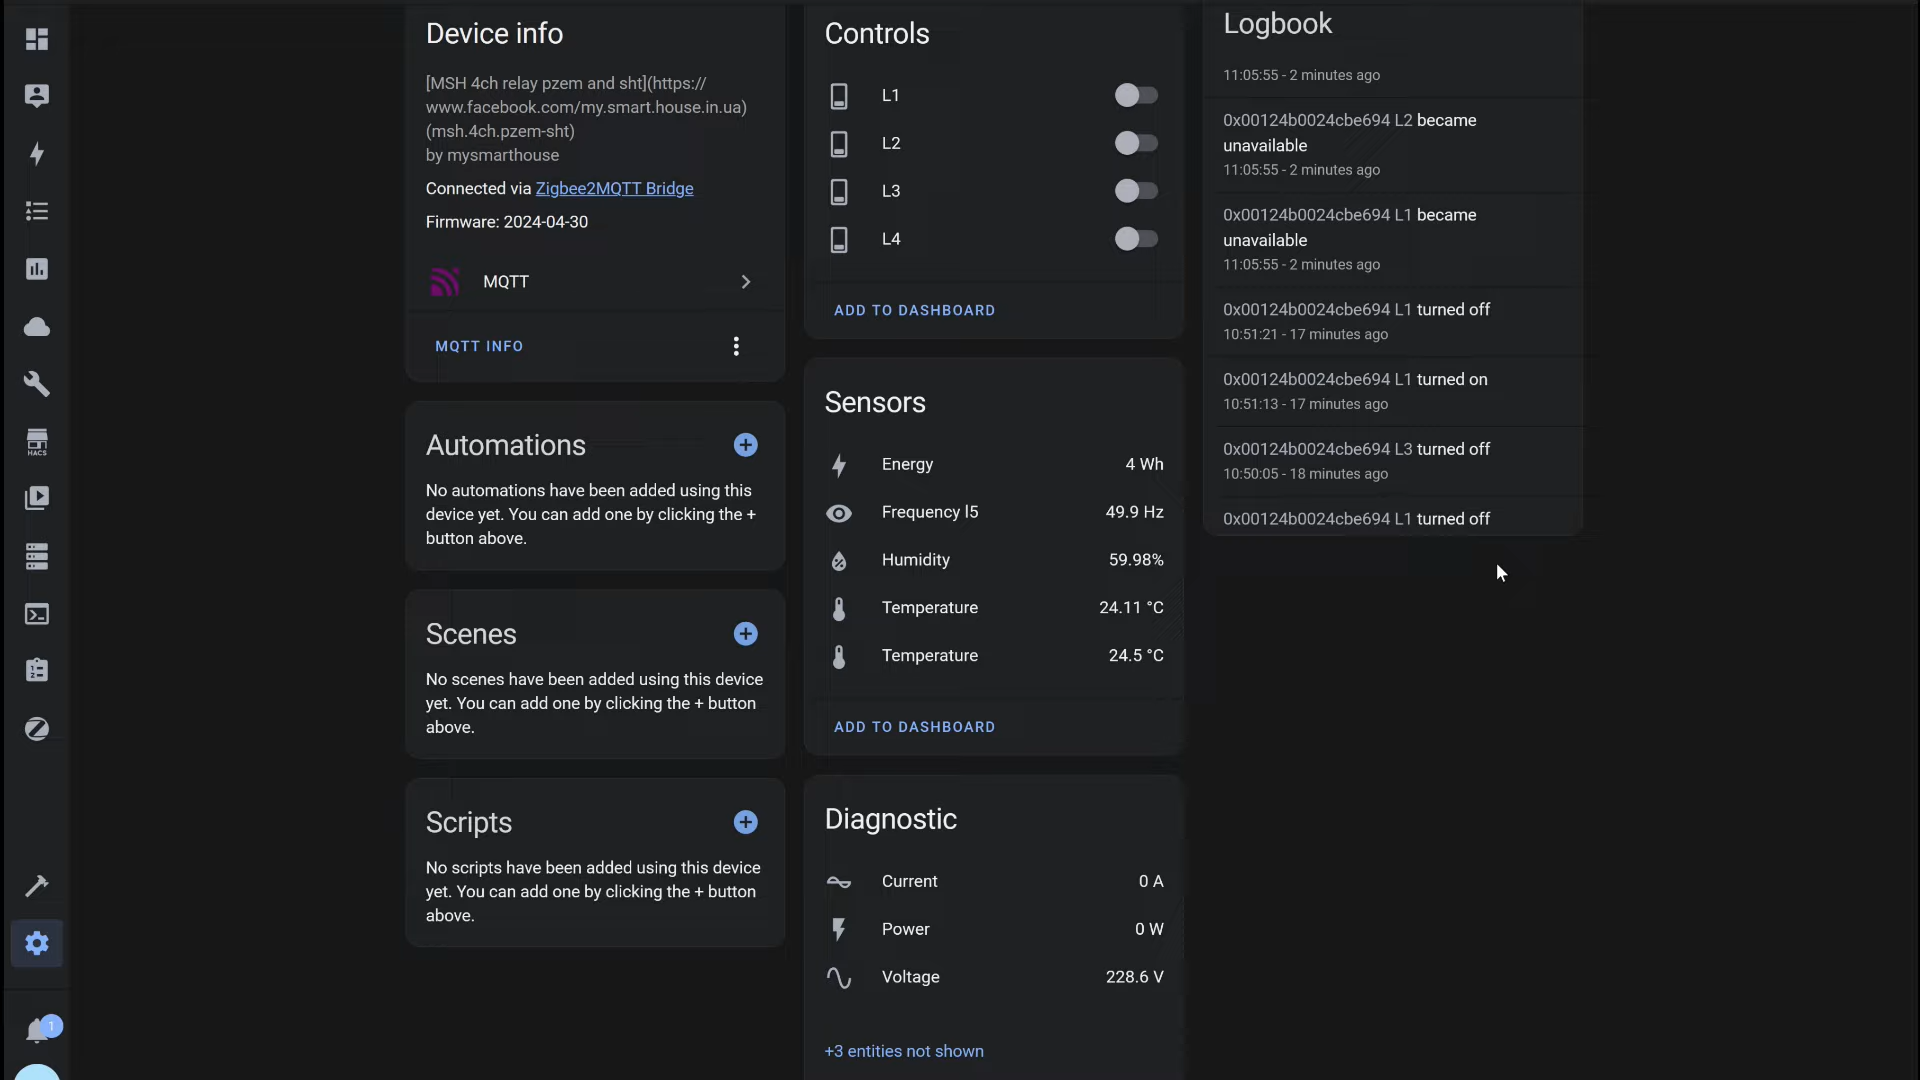 Device info
[MSH 4ch relay pzem and sht](https://
www.facebook.com/my.smart.house.in.ua)
(msh.4ch.pzem-sht)
by mysmarthouse
Connected via Zigbee2MQTT Bridge
Firmware: 2024-04-30
MQTT
MQTT INFO
Automations
No automations have been added using this
device yet. You can add one by clicking the +
button above.
Scenes
No scenes have been added using this device
yet. You can add one by clicking the + button
above.
Scripts
No scripts have been added using this device
yet. You can add one by clicking the + button
above.
Controls
L1
L2
L3
L4
ADD TO DASHBOARD
Sensors
Energy 4 Wh
Frequency l5 49.9 Hz
Humidity 59.98%
Temperature 24.11 °C
Temperature 24.5 °C
ADD TO DASHBOARD
Diagnostic
Current 0 A
Power 0 W
Voltage 228.6 V
+3 entities not shown
Logbook
11:05:55 - 2 minutes ago
0x00124b0024cbe694 L2 became
unavailable
11:05:55 - 2 minutes ago
0x00124b0024cbe694 L1 became
unavailable
11:05:55 - 2 minutes ago
0x00124b0024cbe694 L1 turned off
10:51:21 - 17 minutes ago
0x00124b0024cbe694 L1 turned on
10:51:13 - 17 minutes ago
0x00124b0024cbe694 L3 turned off
10:50:05 - 18 minutes ago
0x00124b0024cbe694 L1 turned off
HACS
1